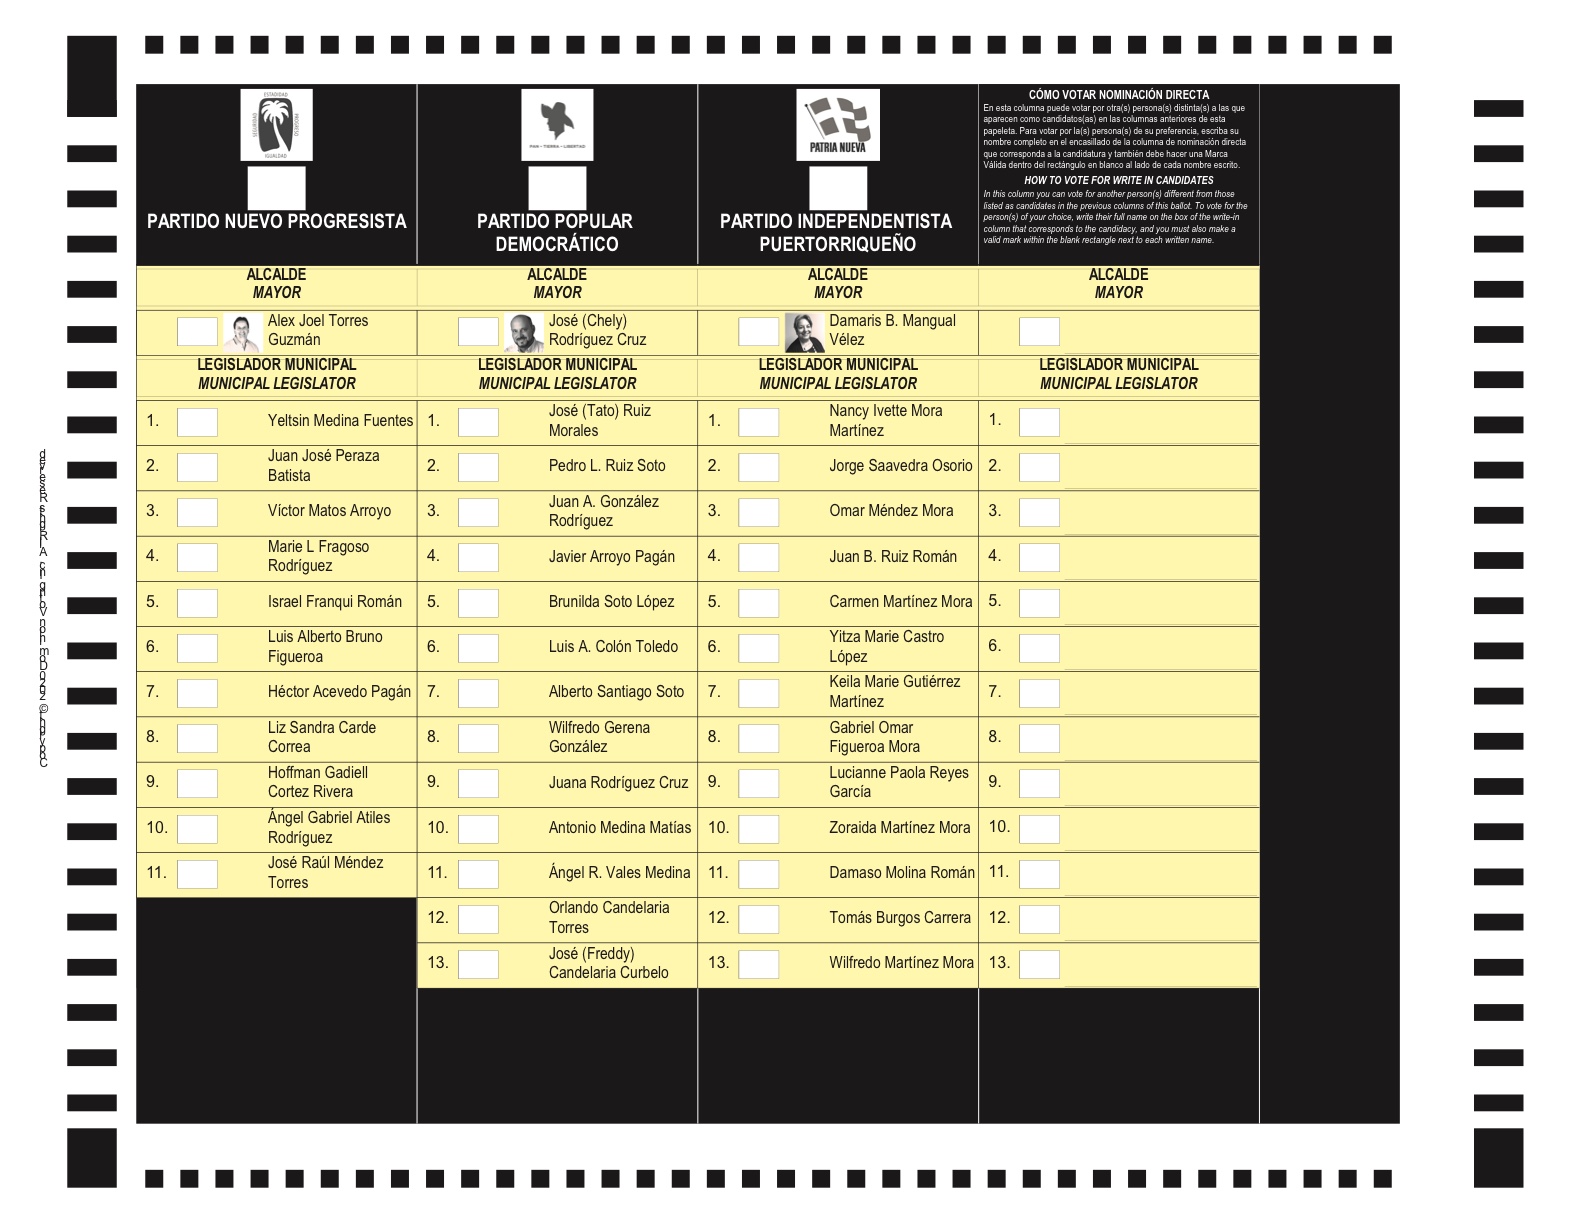 ESTADIDAD
SEGURIDAD
PROGRESO
IGUALDAD
PARTIDO NUEVO PROGRESISTA
PAN - TIERRA - LIBERTAD
PARTIDO POPULAR
DEMOCRÁTICO
PATRIA NUEVA
PARTIDO INDEPENDENTISTA
PUERTORRIQUEÑO
CÓMO VOTAR NOMINACIÓN DIRECTA
En esta columna puede votar por otra(s) persona(s) distinta(s) a las que
aparecen como candidatos(as) en las columnas anteriores de esta
papeleta. Para votar por la(s) persona(s) de su preferencia, escriba su
nombre completo en el encasillado de la columna de nominación directa
que corresponda a la candidatura y también debe hacer una Marca
Válida dentro del rectángulo en blanco al lado de cada nombre escrito.
HOW TO VOTE FOR WRITE IN CANDIDATES
In this column you can vote for another person(s) different from those
listed as candidates in the previous columns of this ballot. To vote for the
person(s) of your choice, write their full name on the box of the write-in
column that corresponds to the candidacy, and you must also make a
valid mark within the blank rectangle next to each written name.
ALCALDE
MAYOR
Alex Joel Torres
Guzmán
LEGISLADOR MUNICIPAL
MUNICIPAL LEGISLATOR
1. Yeltsin Medina Fuentes
2. Juan José Peraza
Batista
3. Víctor Matos Arroyo
4. Marie L Fragoso
Rodríguez
5. Israel Franqui Román
6. Luis Alberto Bruno
Figueroa
7. Héctor Acevedo Pagán
8. Liz Sandra Carde
Correa
9. Hoffman Gadiell
Cortez Rivera
10. Ángel Gabriel Atiles
Rodríguez
11. José Raúl Méndez
Torres
ALCALDE
MAYOR
José (Chely)
Rodríguez Cruz
LEGISLADOR MUNICIPAL
MUNICIPAL LEGISLATOR
1. José (Tato) Ruiz
Morales
2. Pedro L. Ruiz Soto
3. Juan A. González
Rodríguez
4. Javier Arroyo Pagán
5. Brunilda Soto López
6. Luis A. Colón Toledo
7. Alberto Santiago Soto
8. Wilfredo Gerena
González
9. Juana Rodríguez Cruz
10. Antonio Medina Matías
11. Ángel R. Vales Medina
12. Orlando Candelaria
Torres
13. José (Freddy)
Candelaria Curbelo
ALCALDE
MAYOR
Damaris B. Mangual
Vélez
LEGISLADOR MUNICIPAL
MUNICIPAL LEGISLATOR
1. Nancy Ivette Mora
Martínez
2. Jorge Saavedra Osorio
3. Omar Méndez Mora
4. Juan B. Ruiz Román
5. Carmen Martínez Mora
6. Yitza Marie Castro
López
7. Keila Marie Gutiérrez
Martínez
8. Gabriel Omar
Figueroa Mora
9. Lucianne Paola Reyes
García
10. Zoraida Martínez Mora
11. Damaso Molina Román
12. Tomás Burgos Carrera
13. Wilfredo Martínez Mora
ALCALDE
MAYOR
LEGISLADOR MUNICIPAL
MUNICIPAL LEGISLATOR
1.
2.
3.
4.
5.
6.
7.
8.
9.
10.
11.
12.
13.